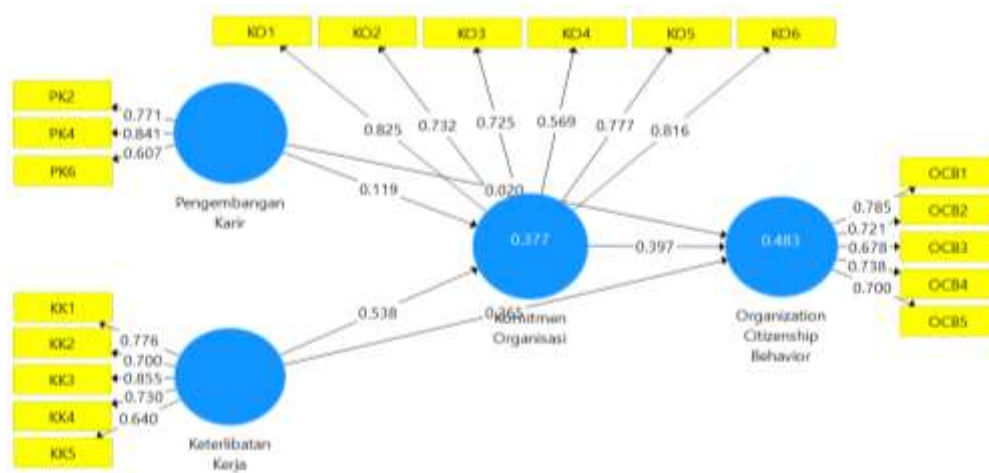 KO1 KO2 KO3 KO4 KO5 KO6
PK2
PK4
PK6
0.771
0.841
0.607
0.825 0.732 0.725 0.569 0.777 0.816
Pengembangan
Karir
0.119
0.020
0.377
0.397
0.483
OCB1
OCB2
OCB3
OCB4
OCB5
0.785
0.721
0.678
0.738
0.700
0.538
0.365
Komitmen
Organisasi
Organization
Citizenship
Behavior
KK1
KK2
KK3
KK4
KK5
0.776
0.700
0.855
0.730
0.640
Keterlibatan
Kerja